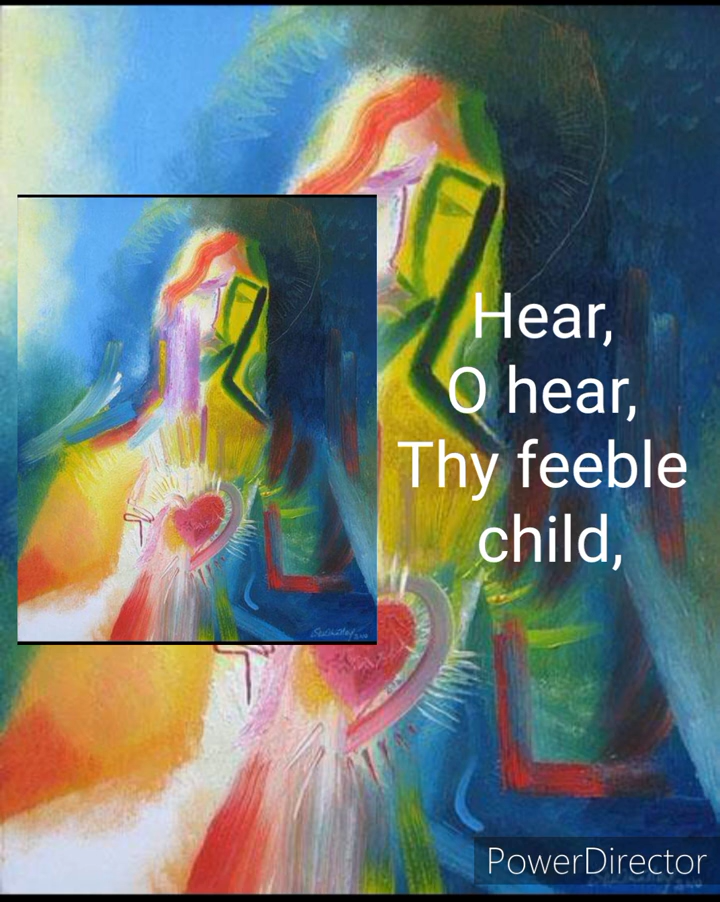 Hear,
O hear,
Thy feeble
child,
PowerDirector